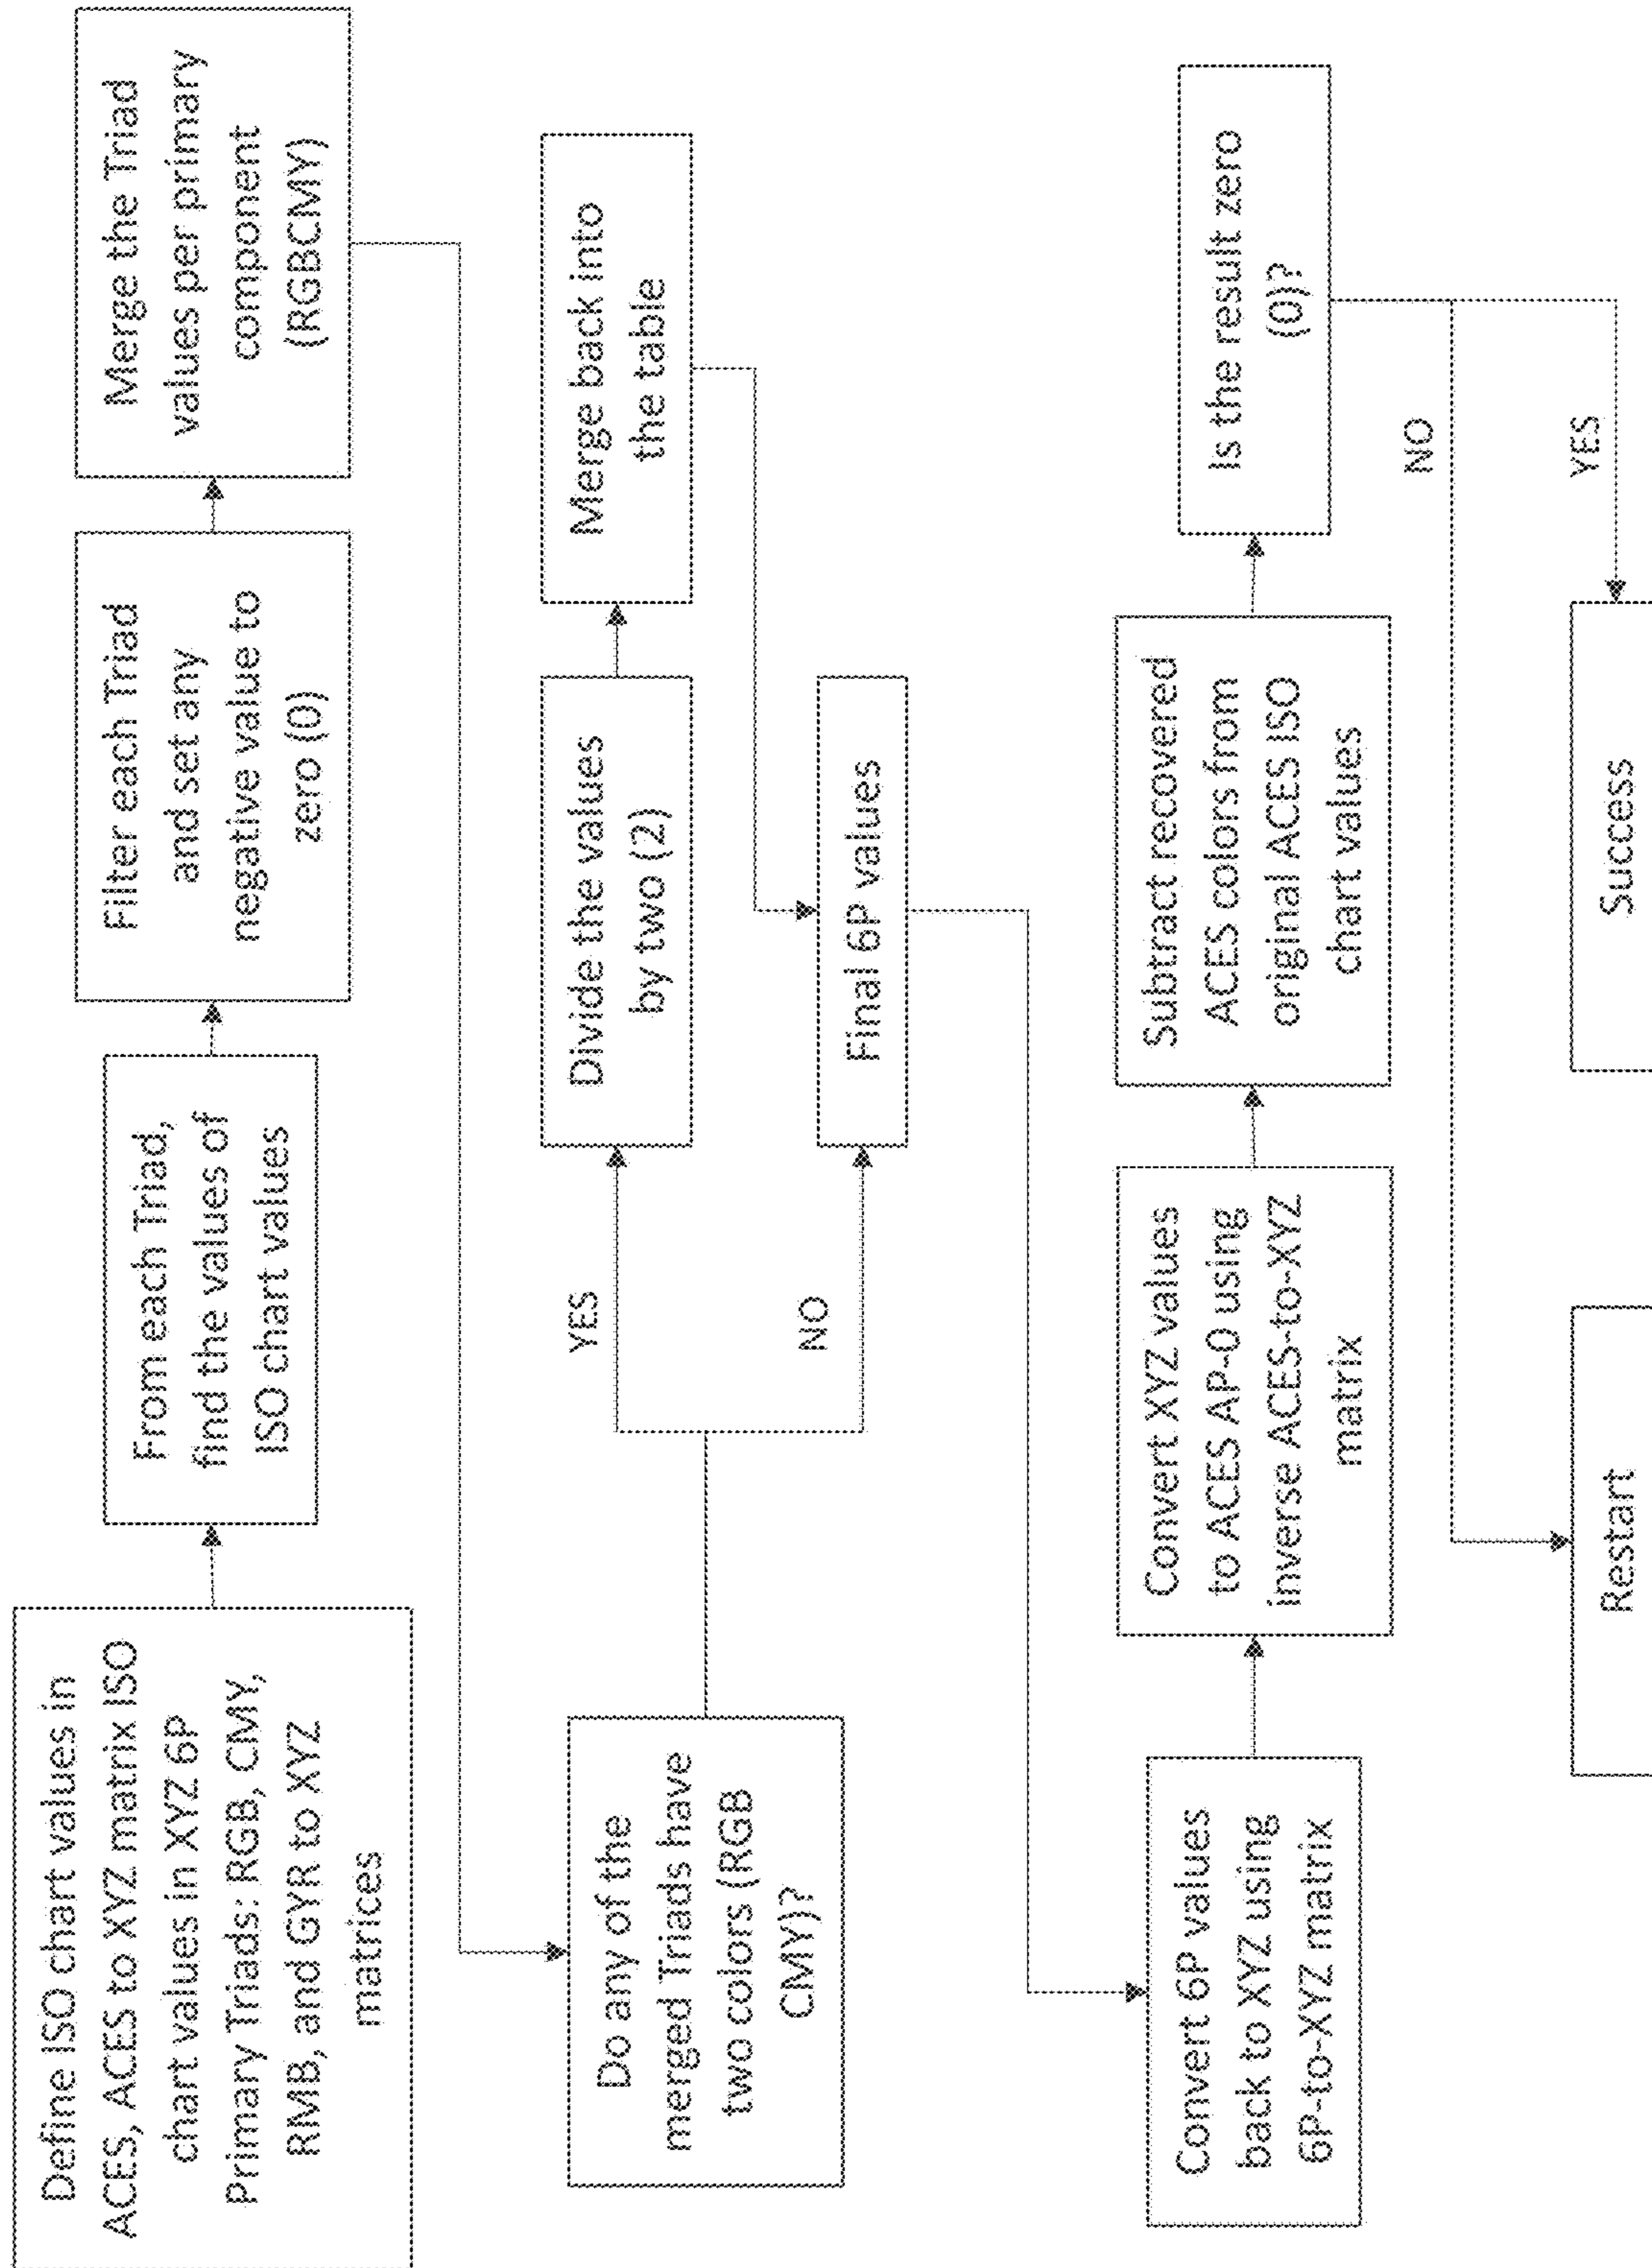 Define ISO chart values in
ACES, ACES to XYZ matrix ISO
chart values in XYZ 6P
Primary Triads: RGB, CMY,
RMB, and GYR to XYZ
matrices
From each Triad,
find the values of
ISO chart values
Filter each Triad
and set any
negative value to
zero (0)
Merge the Triad
values per primary
component
(RGBCMY)
Do any of the
merged Triads have
two colors (RGB
CMY)?
YES
NO
Divide the values
by two (2)
Merge back into
the table
Final 6P values
Convert 6P values
back to XYZ using
6P-to-XYZ matrix
Convert XYZ values
to ACES AP-0 using
inverse ACES-to-XYZ
matrix
Subtract recovered
ACES colors from
original ACES ISO
chart values
Is the result zero
(0)?
NO
YES
Restart
Success